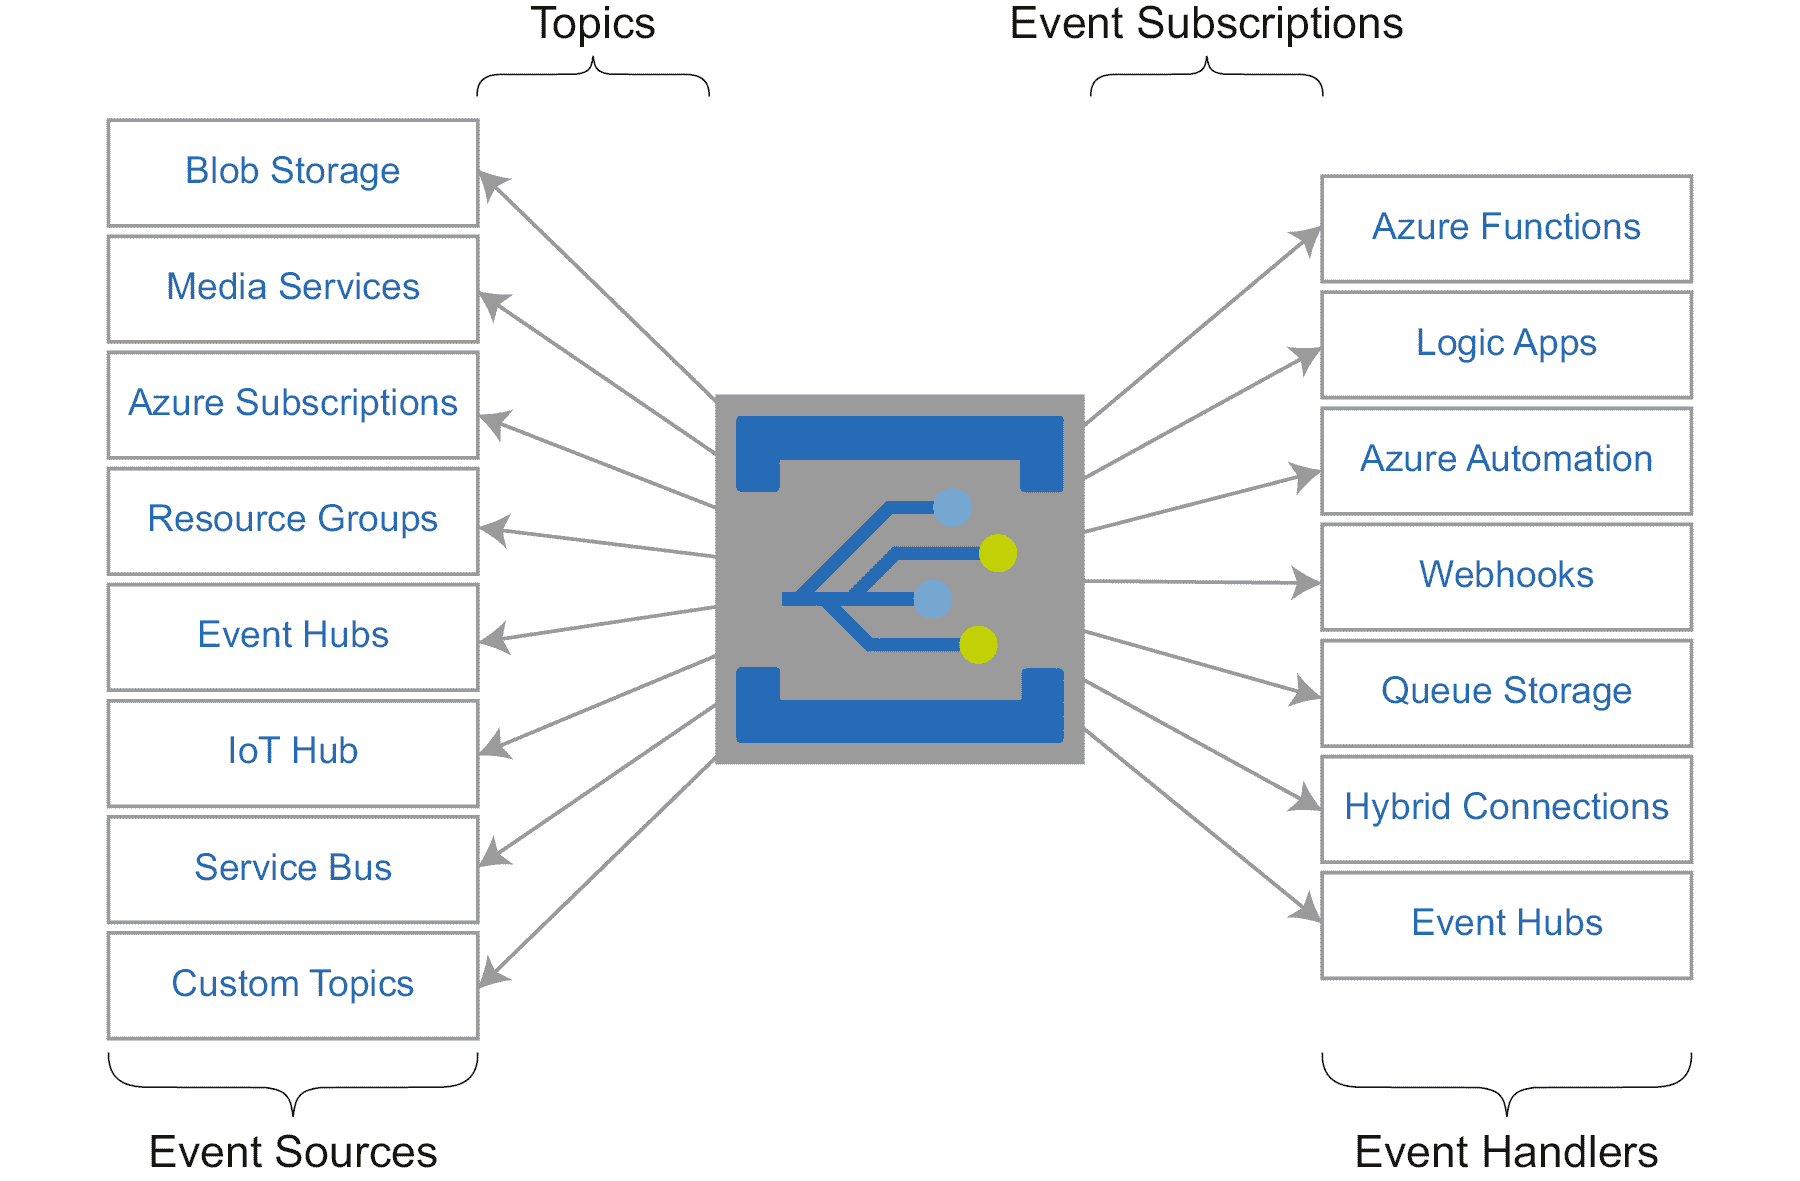 Topics
Event Subscriptions
Blob Storage
Media Services
Azure Subscriptions
Resource Groups
Event Hubs
IoT Hub
Service Bus
Custom Topics
Event Sources
Azure Functions
Logic Apps
Azure Automation
Webhooks
Queue Storage
Hybrid Connections
Event Hubs
Event Handlers